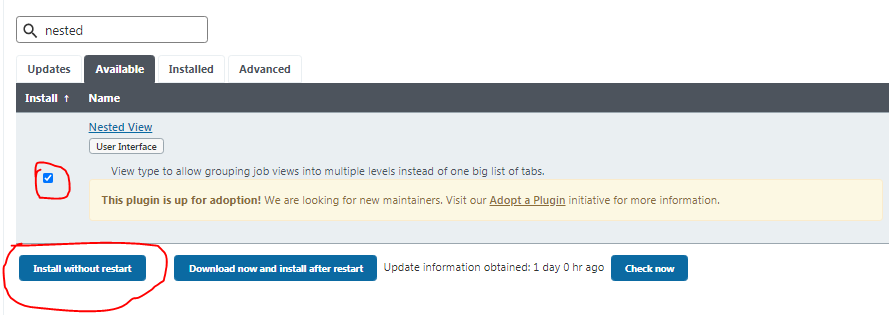 nested
Updates Available Installed Advanced
Install ↑ Name
Nested View
User Interface
View type to allow grouping job views into multiple levels instead of one big list of tabs.
This plugin is up for adoption! We are looking for new maintainers. Visit our Adopt a Plugin initiative for more information.
Install without restart Download now and install after restart Update information obtained: 1 day 0 hr ago Check now